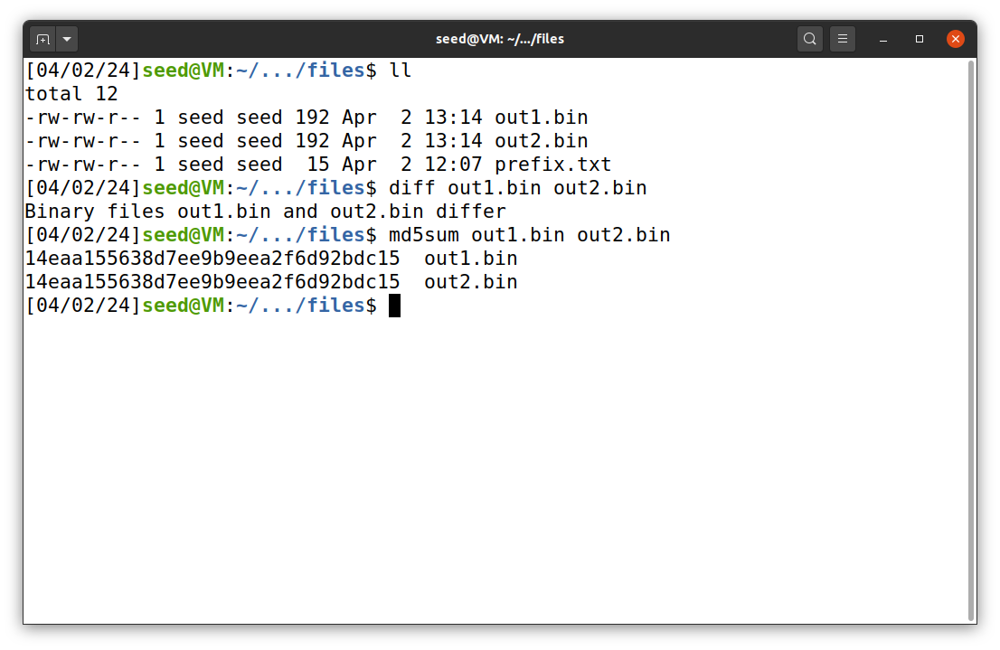 seed@VM: ~/.../files
[04/02/24]seed@VM:~/.../files$ ll
total 12
-rw-rw-r-- 1 seed seed 192 Apr  2 13:14 out1.bin
-rw-rw-r-- 1 seed seed 192 Apr  2 13:14 out2.bin
-rw-rw-r-- 1 seed seed  15 Apr  2 12:07 prefix.txt
[04/02/24]seed@VM:~/.../files$ diff out1.bin out2.bin
Binary files out1.bin and out2.bin differ
[04/02/24]seed@VM:~/.../files$ md5sum out1.bin out2.bin
14eaa155638d7ee9b9eea2f6d92bdc15  out1.bin
14eaa155638d7ee9b9eea2f6d92bdc15  out2.bin
[04/02/24]seed@VM:~/.../files$